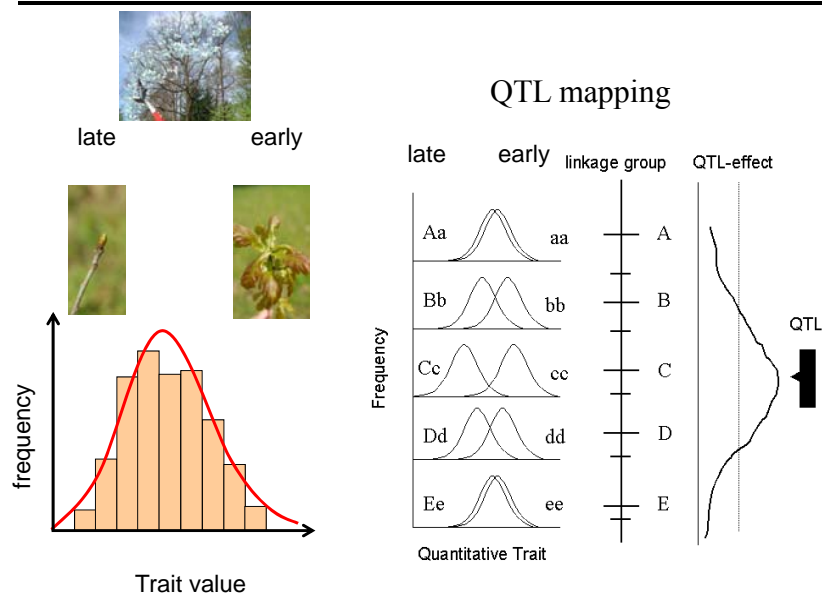 late early
frequency
Trait value
QTL mapping
late early
linkage group QTL-effect
Aa aa A
Bb bb B
QTL
Cc cc C
Frequency
Dd dd D
Ee ee E
Quantitative Trait